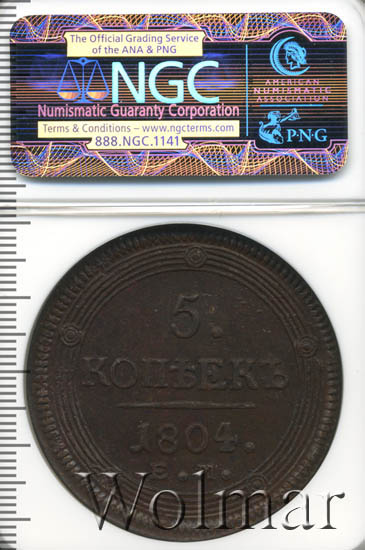 The Official Grading Service
of the ANA & PNG
NGC
Numismatic Guaranty Corporation
Terms & Conditions – www.ngcterms.com
888.NGC.1141
AMERICAN
NUMISMATIC
ASSOCIATION
PNG
5.
КОПѢЕКЪ
1804.
Е.М.
Wolmar